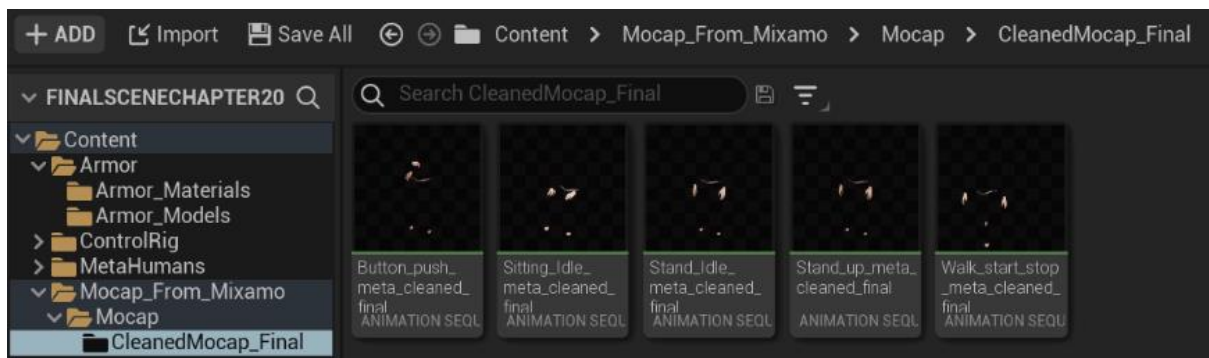 + ADD Import Save All Content > Mocap_From_Mixamo > Mocap > CleanedMocap_Final
FINALSCENECHAPTER20
Content
Armor
Armor_Materials
Armor_Models
ControlRig
MetaHumans
Mocap_From_Mixamo
Mocap
CleanedMocap_Final
Search CleanedMocap_Final
Button_push_
meta_cleaned_
final
ANIMATION SEQU
Sitting_Idle_
meta_cleaned_
final
ANIMATION SEQU
Stand_Idle_
meta_cleaned_
final
ANIMATION SEQU
Stand_up_meta_
cleaned_final
ANIMATION SEQU
Walk_start_stop
_meta_cleaned_
final
ANIMATION SEQU